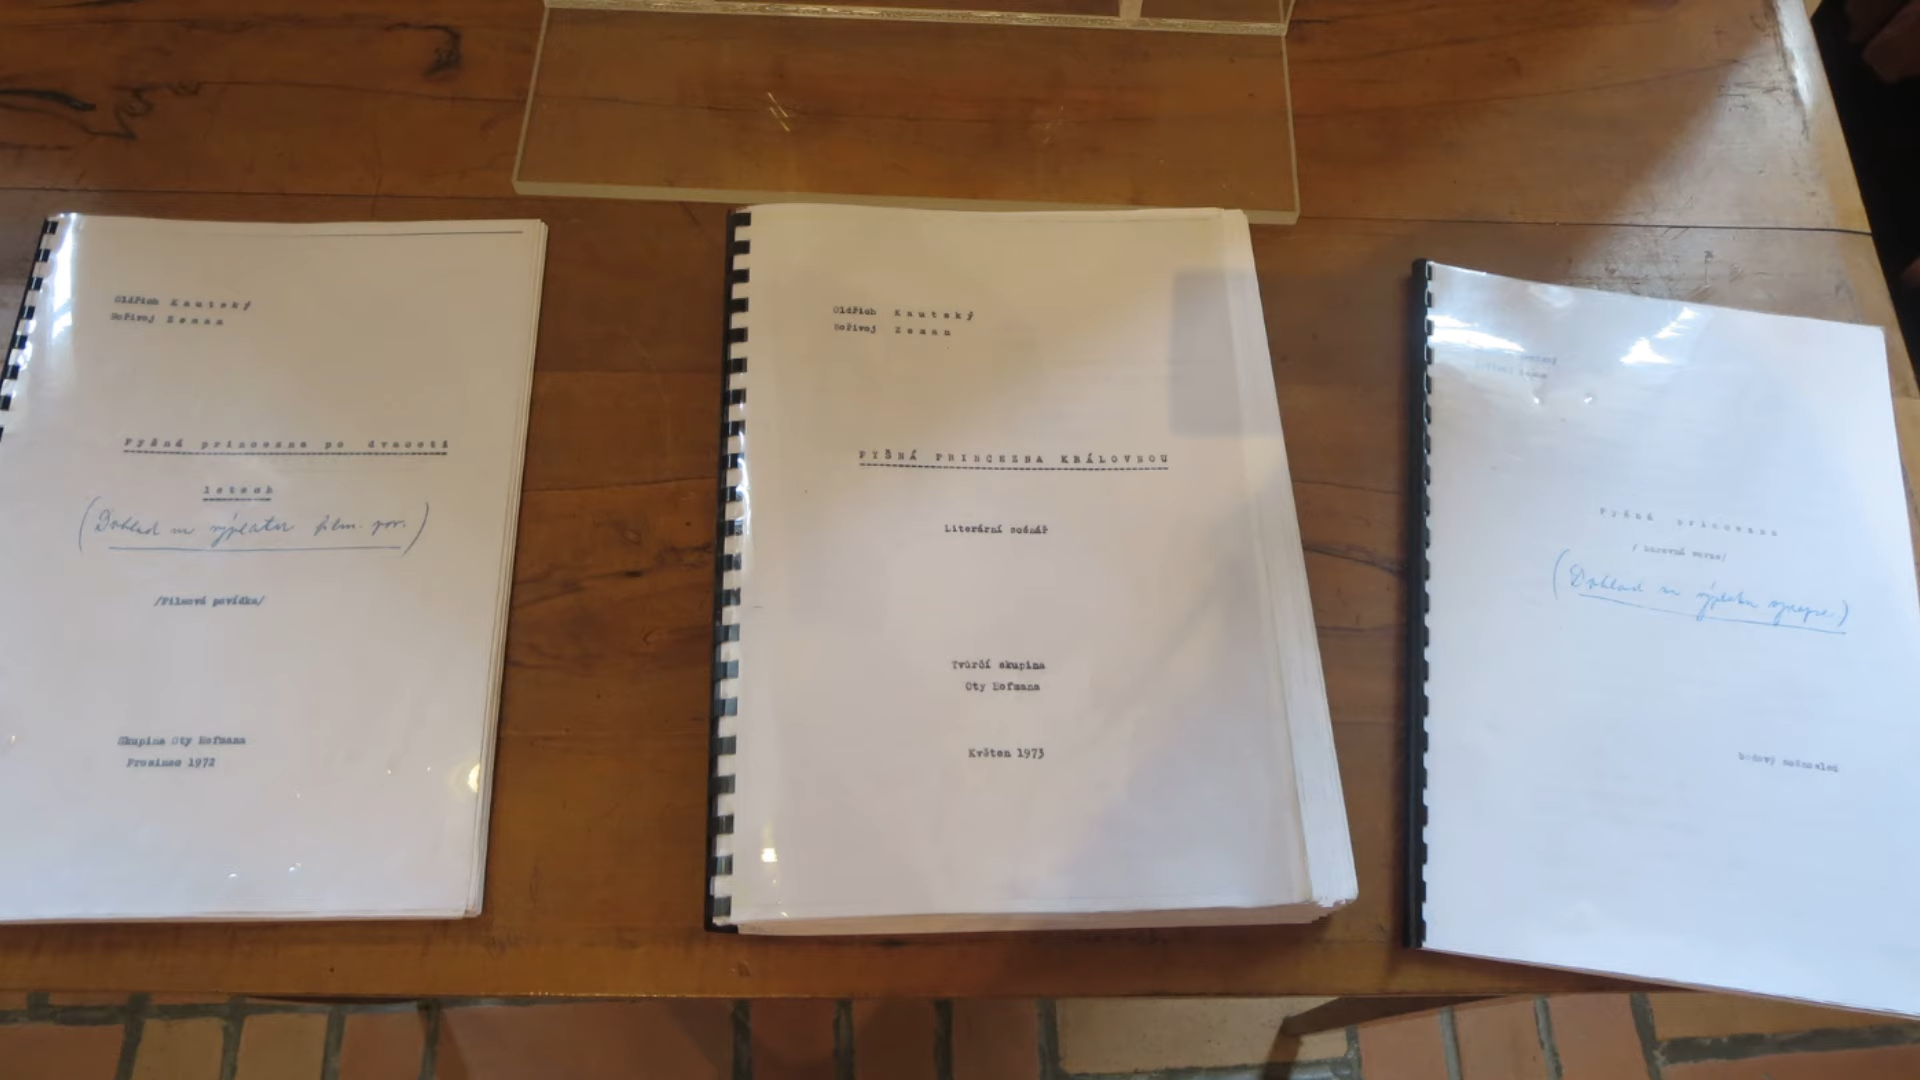 Oldřich Kautský
Bořivoj Zeman
Pyšná princezna po dvaceti
letech
(Doklad na výplatu film. pov.)
/Filmová povídka/
Skupina Oty Hofmana
Prosinec 1972
Oldřich Kautský
Bořivoj Zeman
PYŠNÁ PRINCEZNA KRÁLOVNOU
Literární scénář
Tvůrčí skupina
Oty Hofmana
Květen 1973
Pyšná princezna
/ barevná verze/
(Doklad na výplatu synopse.)
bodový scénosled